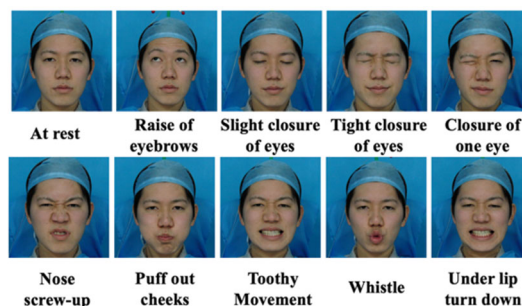 At rest
Raise of
eyebrows
Slight closure
of eyes
Tight closure
of eyes
Closure of
one eye
Nose
screw-up
Puff out
cheeks
Toothy
Movement
Whistle
Under lip
turn down